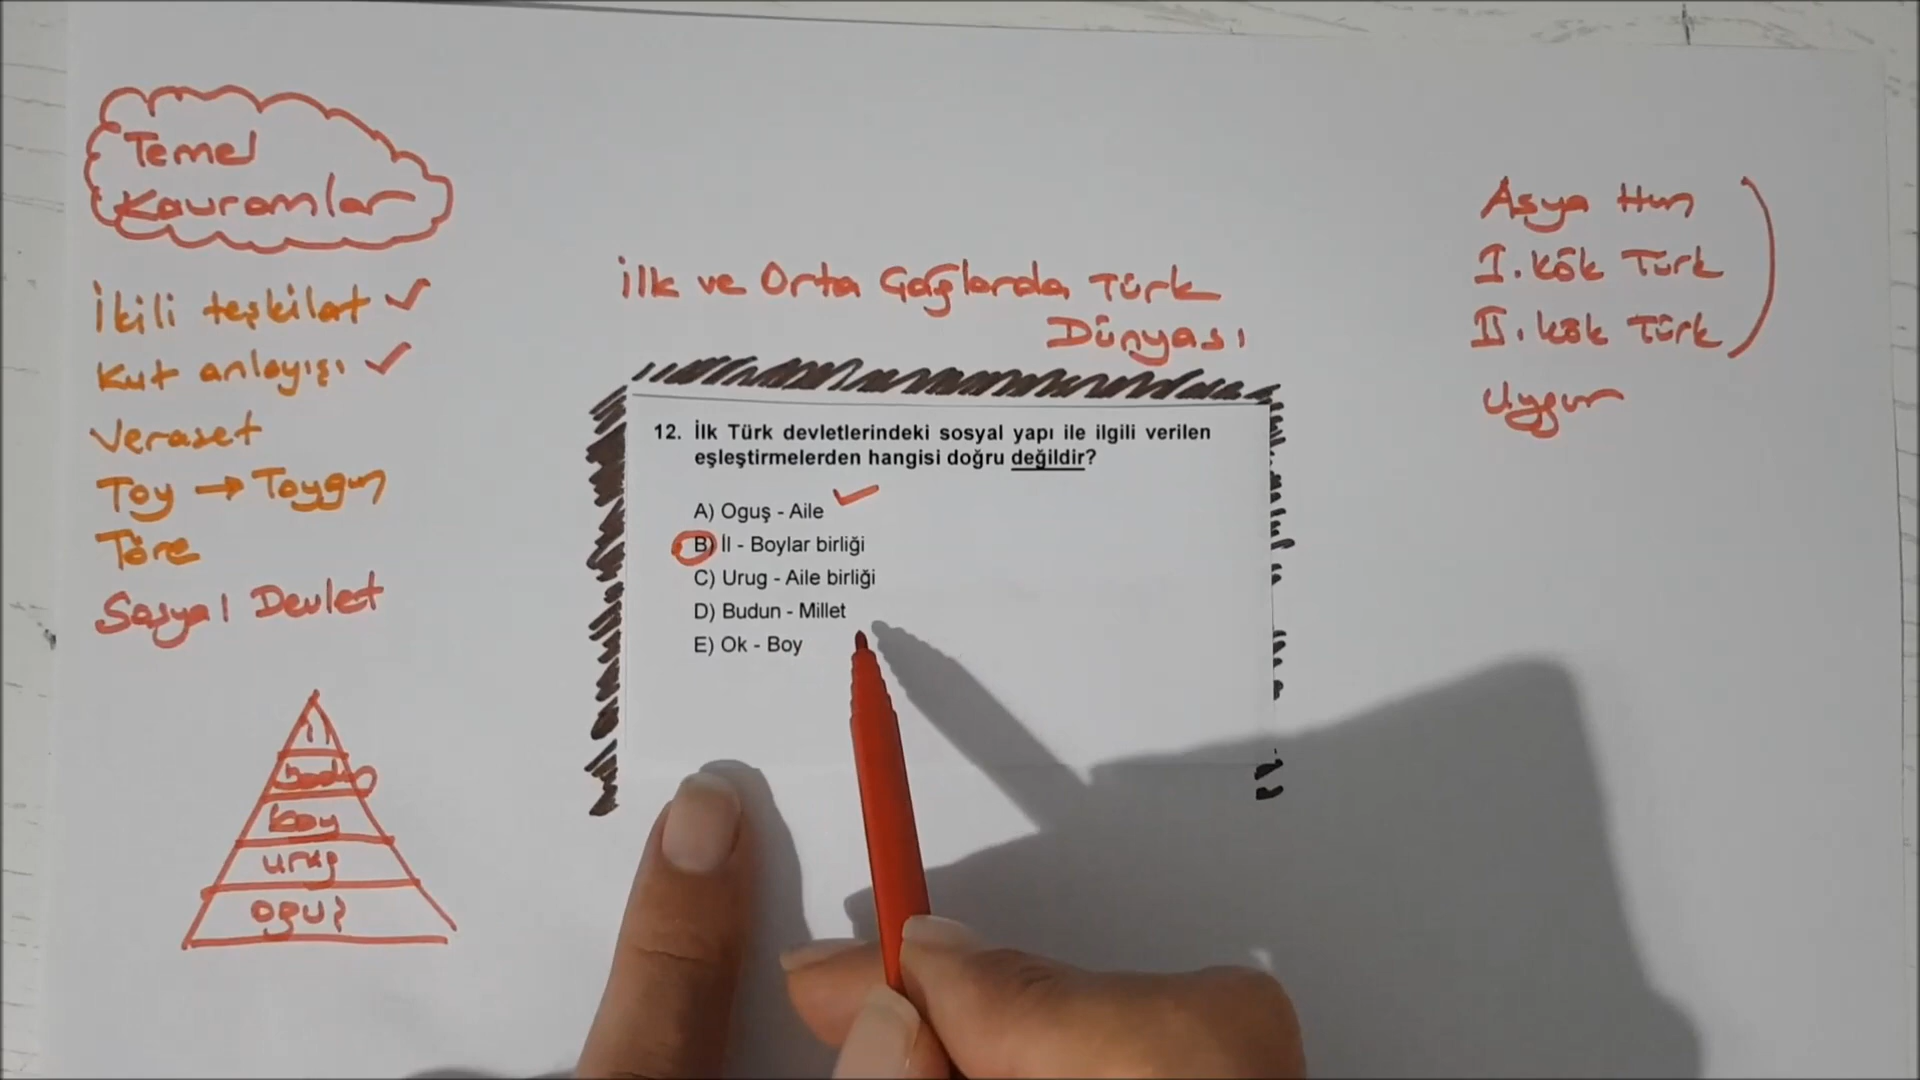 Temel
Kavramlar
İkili teşkilat
Kut anlayışı
Veraset
Toy → Toygun
Töre
Sosyal Devlet
İlk ve Orta Çağlarda Türk
Dünyası
12. İlk Türk devletlerindeki sosyal yapı ile ilgili verilen
eşleştirmelerden hangisi doğru değildir?
A) Oguş - Aile
B) İl - Boylar birliği
C) Urug - Aile birliği
D) Budun - Millet
E) Ok - Boy
Asya Hun
I. Kök Türk
II. Kök Türk
Uygur
il
boy
urug
oguş